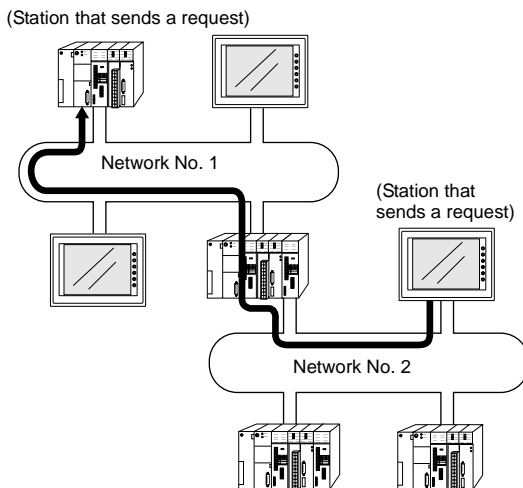 (Station that sends a request)
Network No. 1
(Station that
sends a request)
Network No. 2